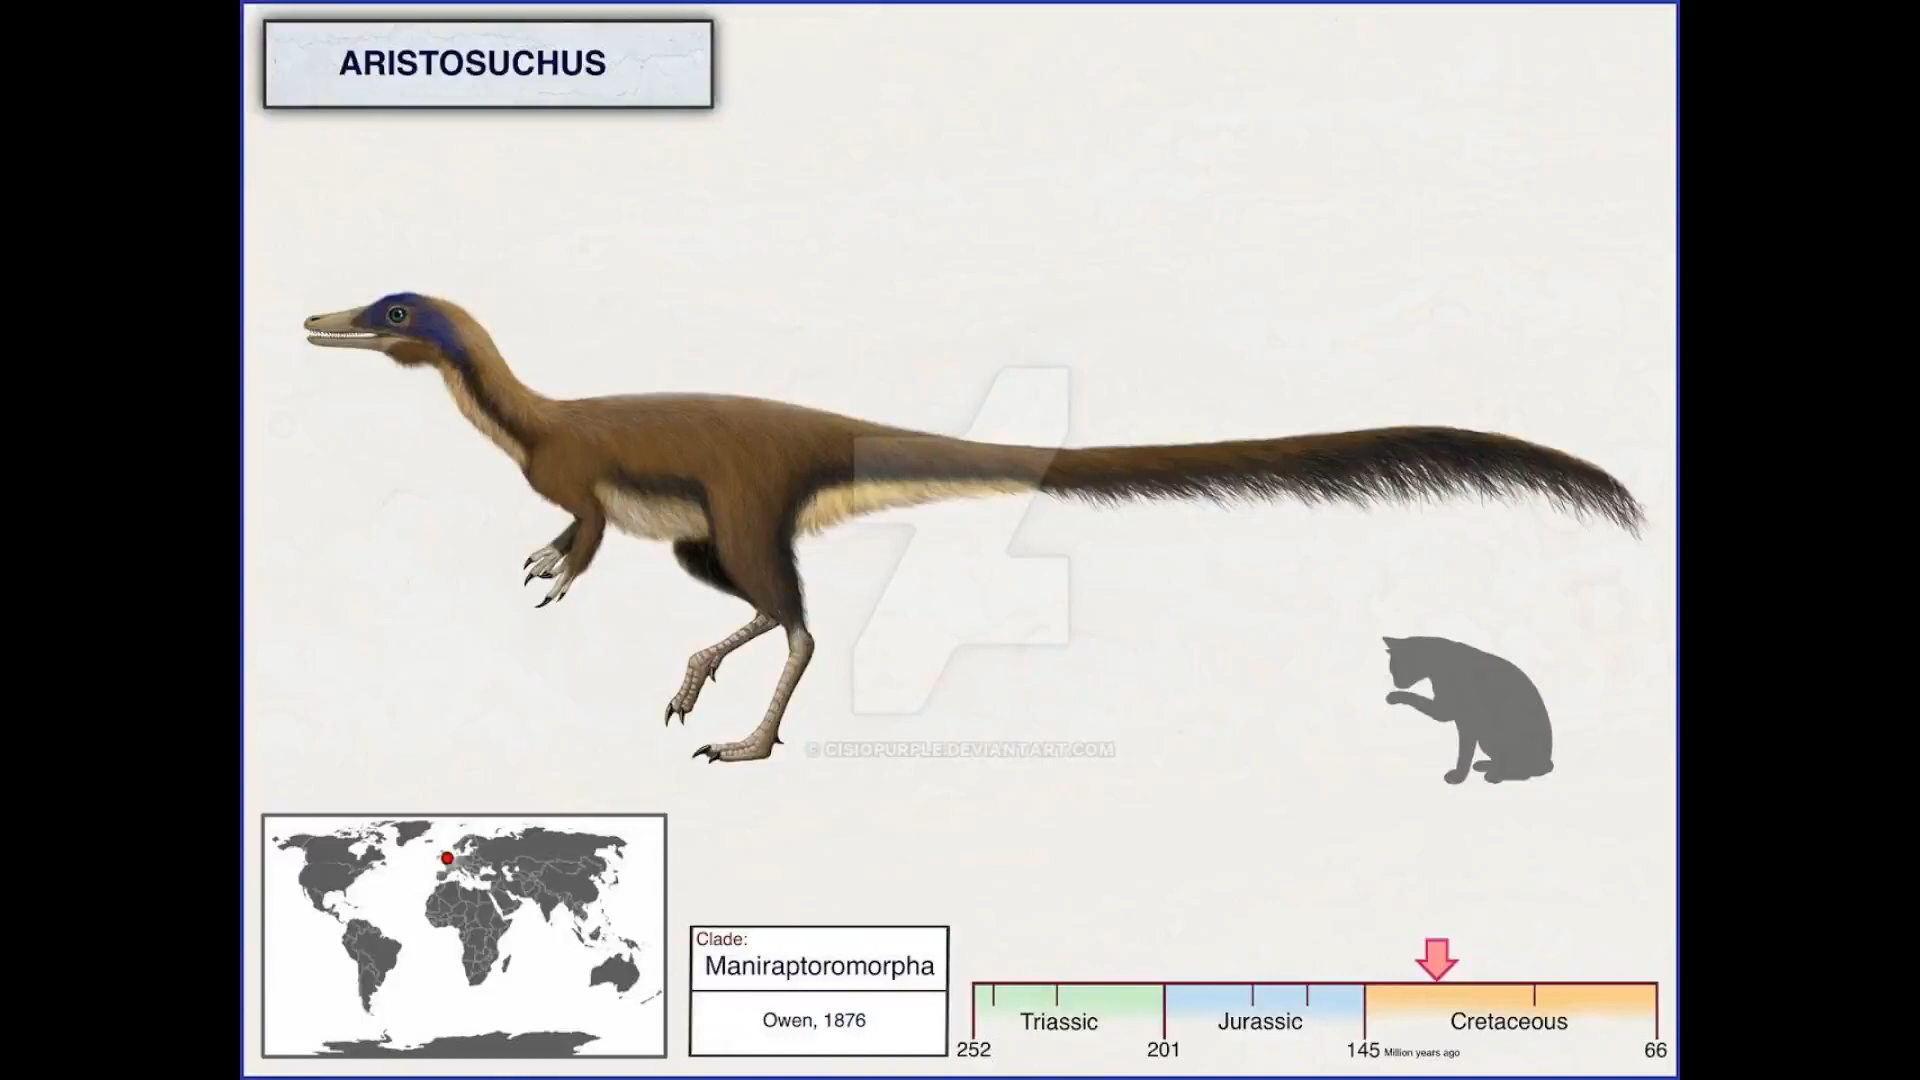 ARISTOSUCHUS
© CISIOPURPLE.DEVIANTART.COM
Clade:
Maniraptoromorpha
Owen, 1876
Triassic
Jurassic
Cretaceous
252
201
145 Million years ago
66